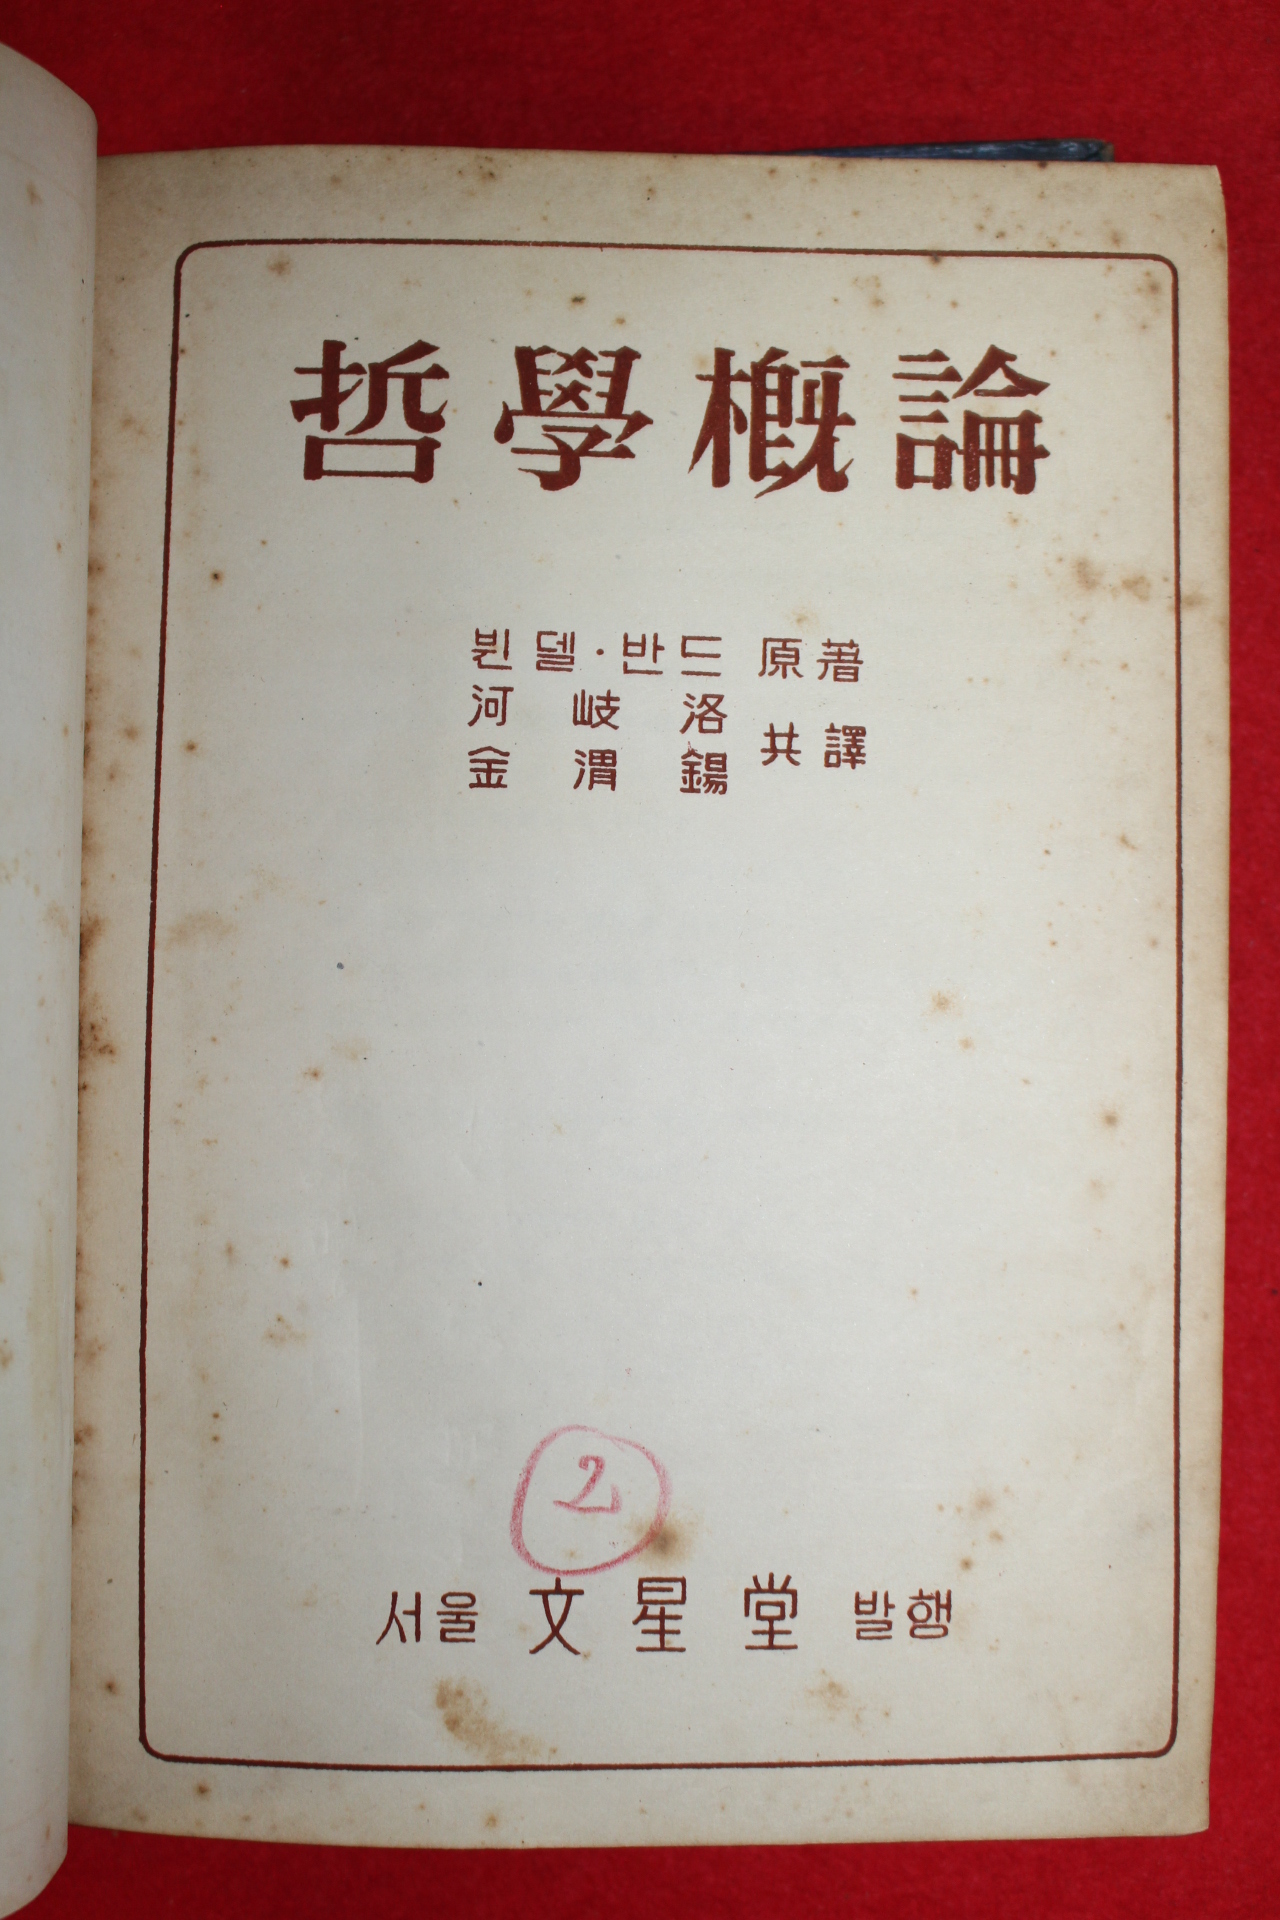 哲學概論
빈델·반드 原著
河岐洛
金渭錫 共譯
2
서울 文星堂 발행